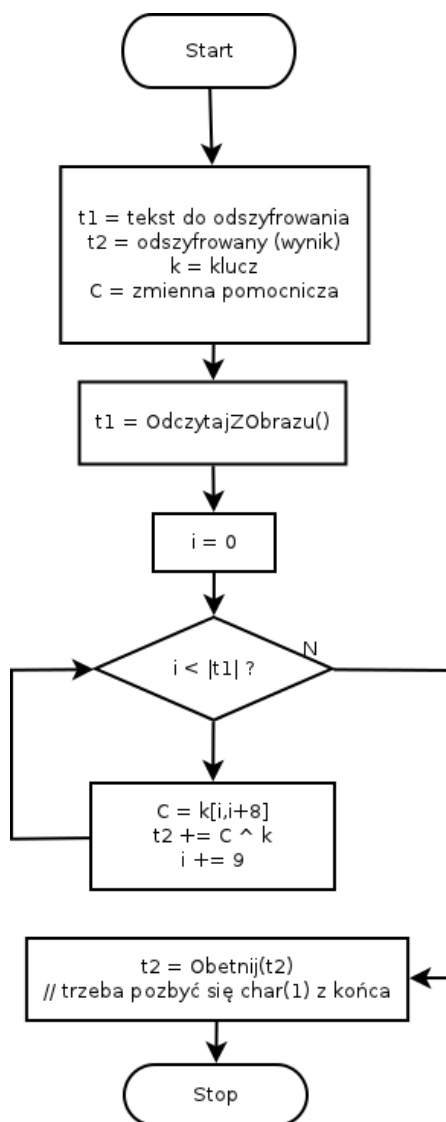 Start
t1 = tekst do odszyfrowania
t2 = odszyfrowany (wynik)
k = klucz
C = zmienna pomocnicza
t1 = OdczytajZObrazu()
i = 0
i < |t1| ?
N
C = k[i,i+8]
t2 += C ^ k
i += 9
t2 = Obetnij(t2)
// trzeba pozbyć się char(1) z końca
Stop